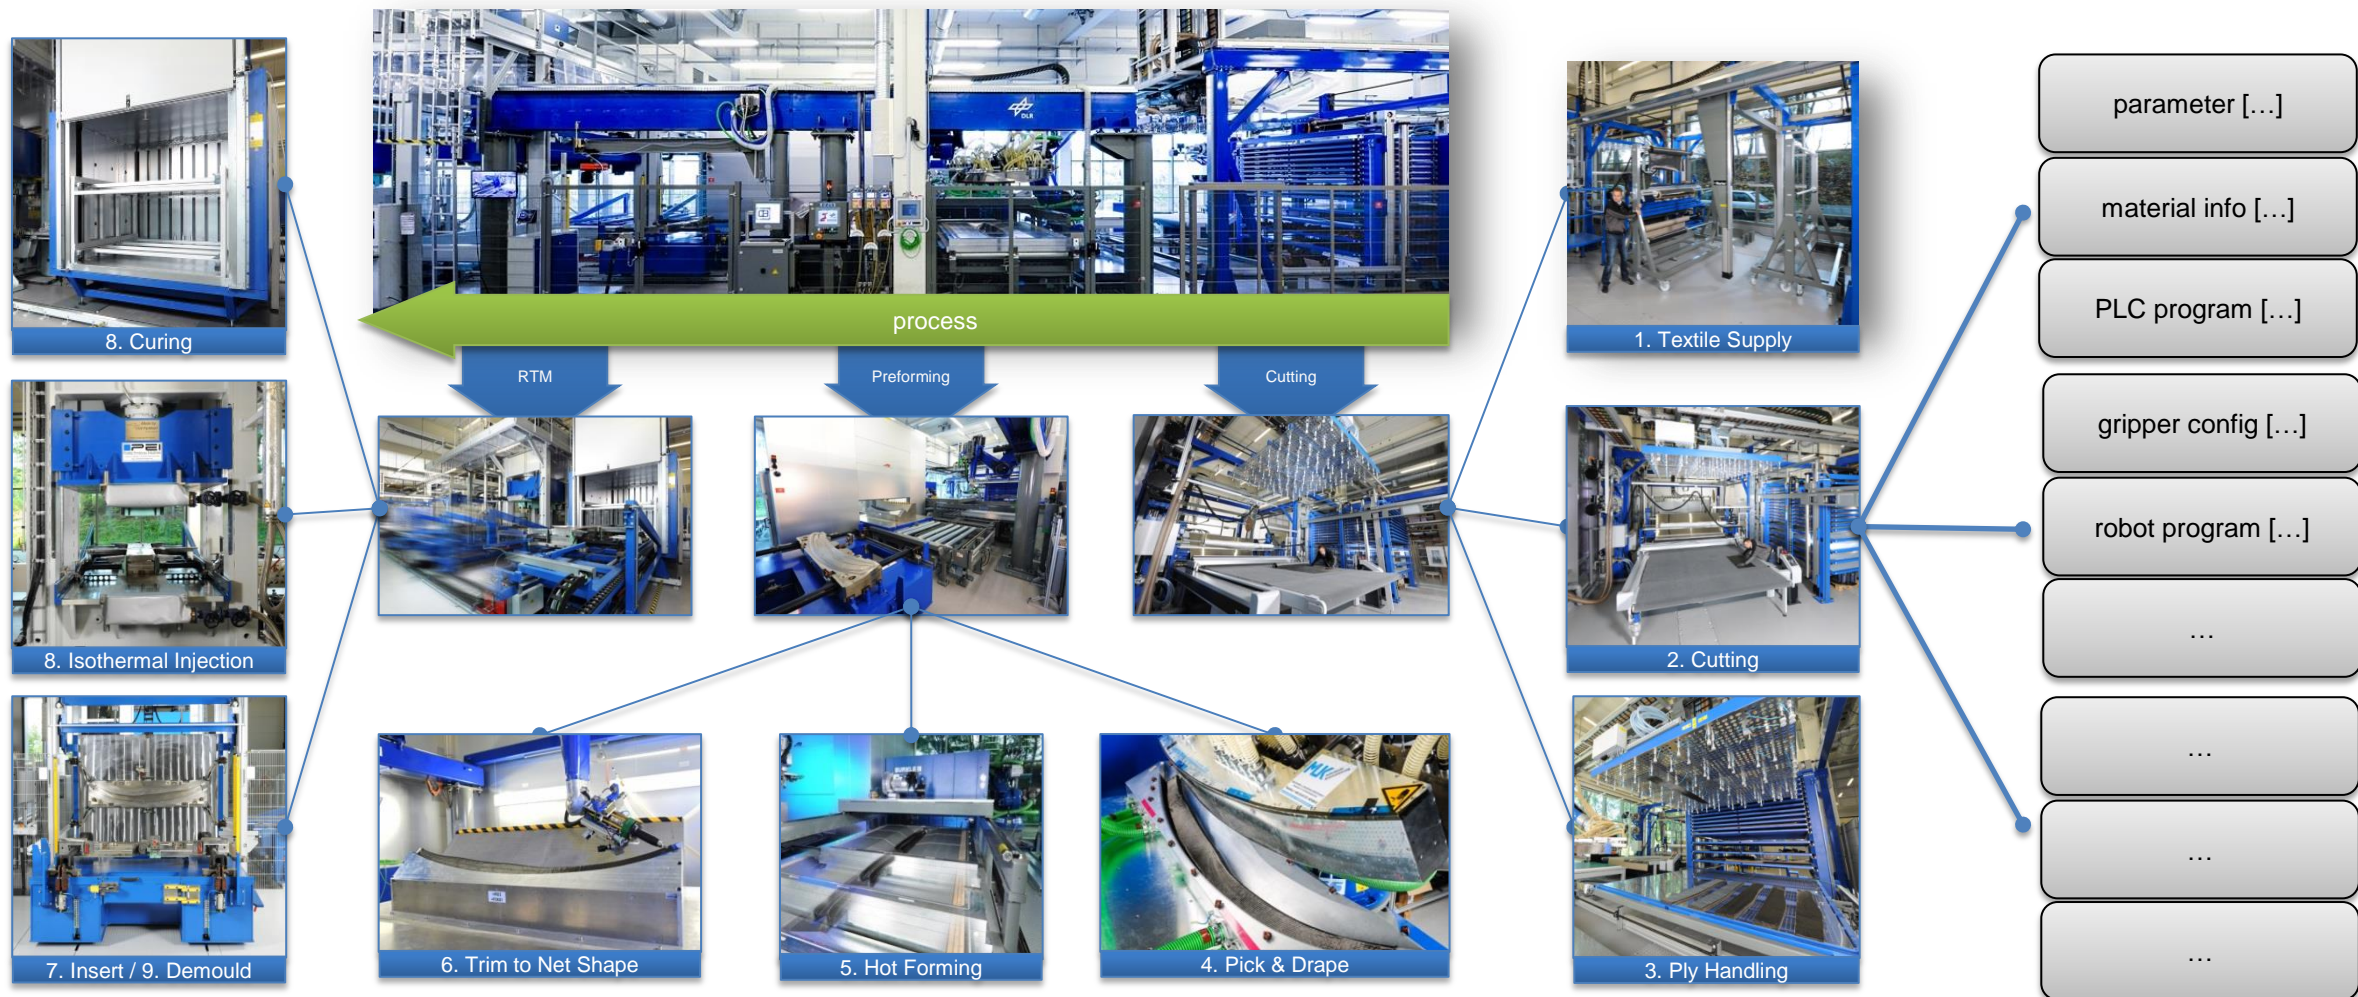 8. Curing
8. Isothermal Injection
7. Insert / 9. Demould
DLR
process
RTM
Preforming
Cutting
PEI
6. Trim to Net Shape
5. Hot Forming
4. Pick & Drape
1. Textile Supply
2. Cutting
3. Ply Handling
parameter […]
material info […]
PLC program […]
gripper config […]
robot program […]
…
…
…
…